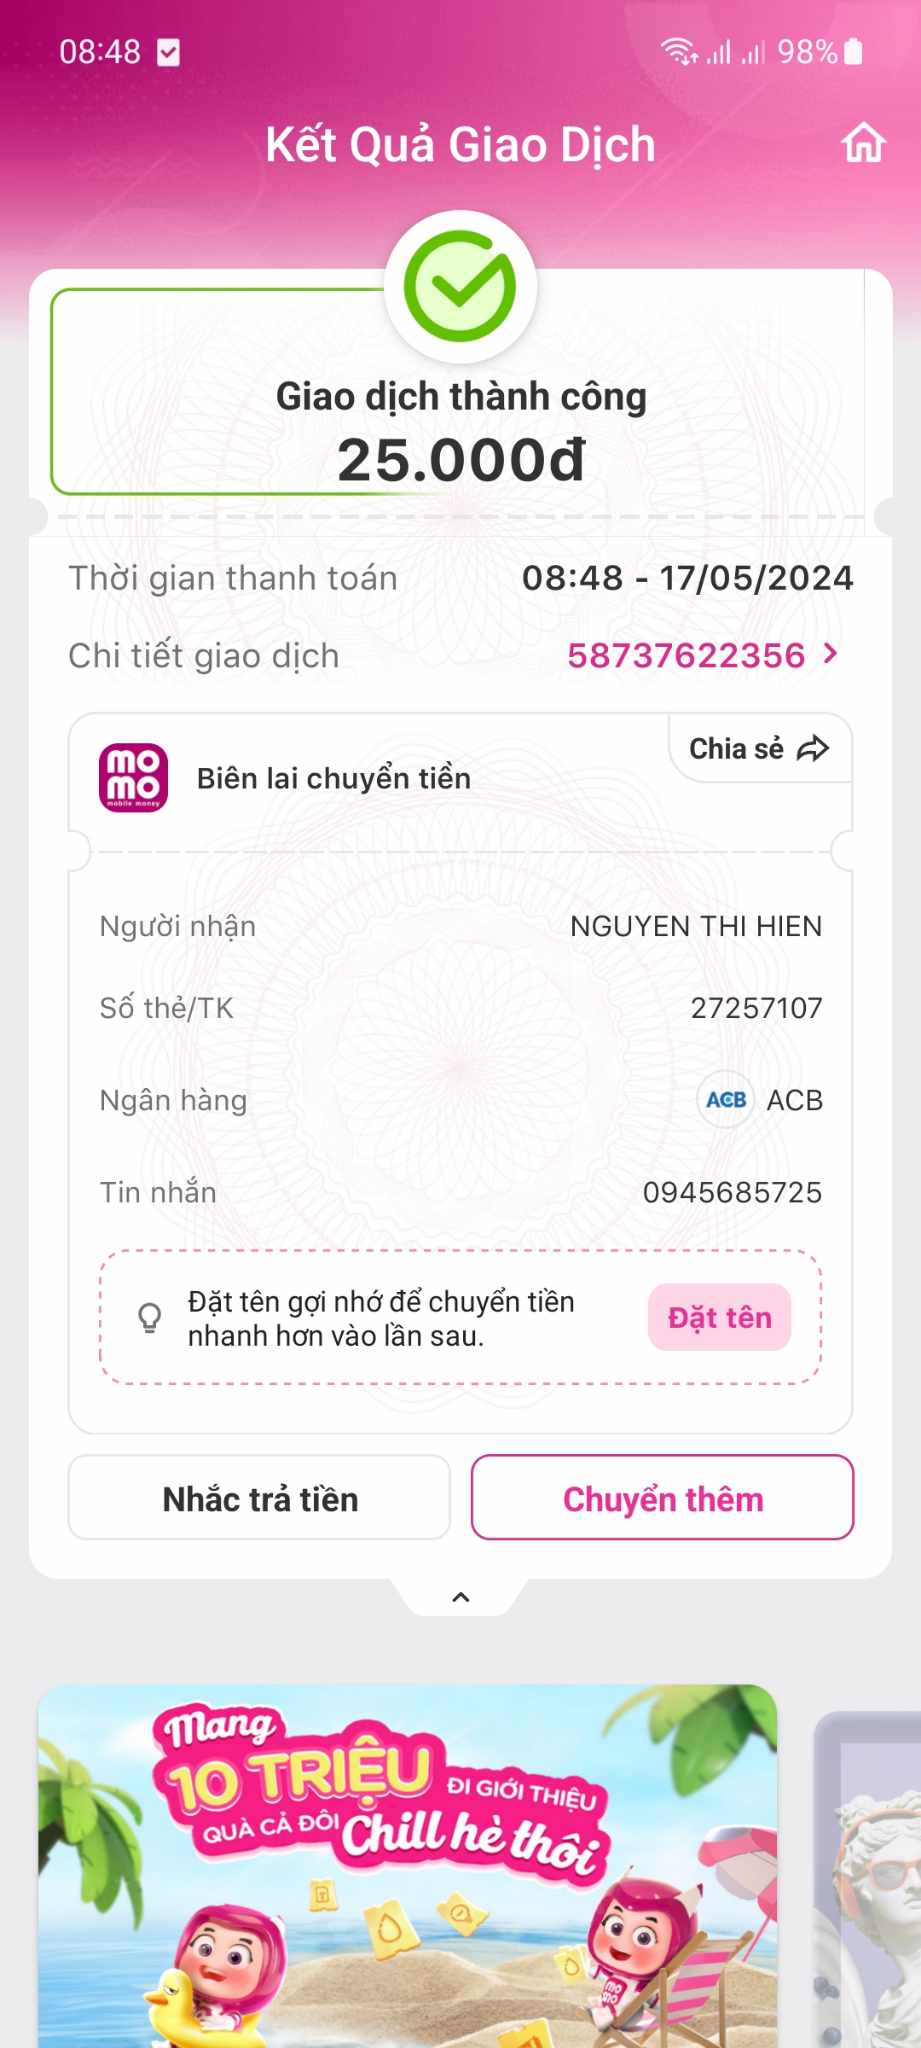 08:48
98%
Kết Quả Giao Dịch
Giao dịch thành công
25.000đ
Thời gian thanh toán 08:48 - 17/05/2024
Chi tiết giao dịch 58737622356
Chia sẻ
mo
mo
mobile money
Biên lai chuyển tiền
Người nhận NGUYEN THI HIEN
Số thẻ/TK 27257107
Ngân hàng ACB ACB
Tin nhắn 0945685725
Đặt tên gợi nhớ để chuyển tiền
nhanh hơn vào lần sau.
Đặt tên
Nhắc trả tiền Chuyển thêm
Mang
10 TRIỆU ĐI GIỚI THIỆU
QUÀ CẢ ĐÔI Chill hè thôi
mo
mo